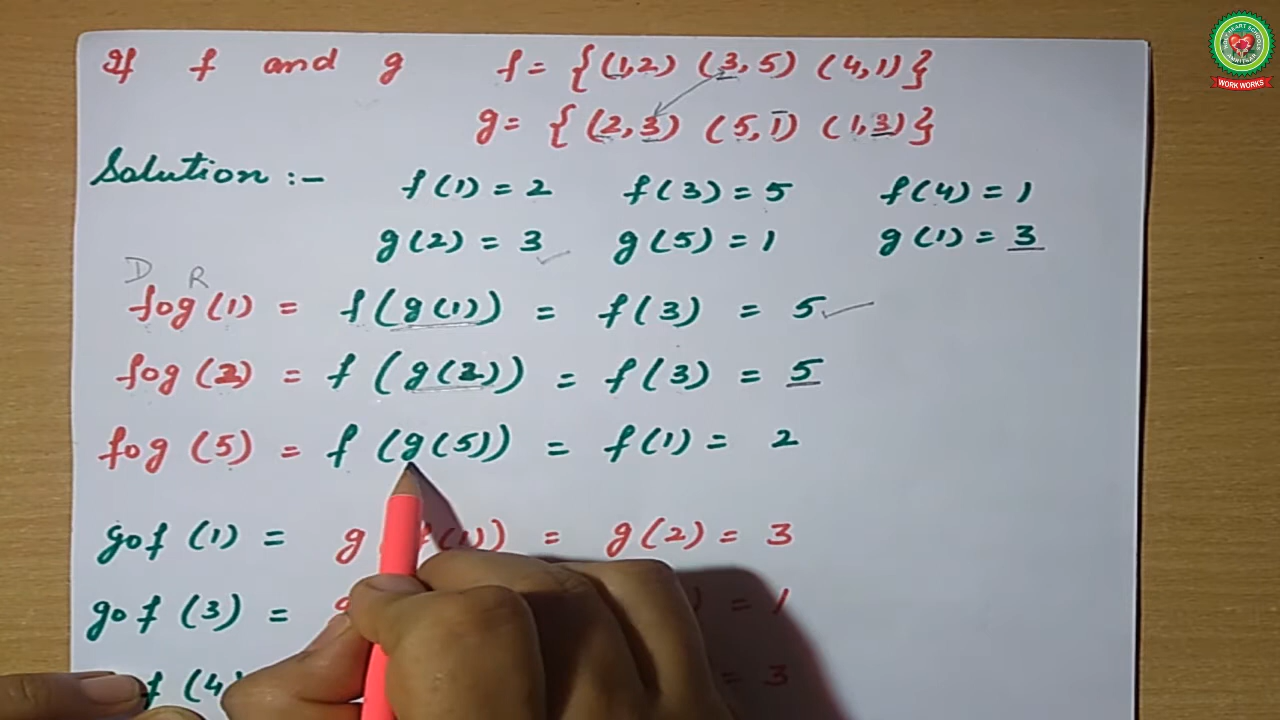 If f and g f = {(1,2) (3,5) (4,1)}
g = {(2,3) (5,1) (1,3)}
Solution :-
f(1) = 2 f(3) = 5 f(4) = 1
g(2) = 3 g(5) = 1 g(1) = 3
D R
fog(1) = f(g(1)) = f(3) = 5
fog(2) = f(g(2)) = f(3) = 5
fog(5) = f(g(5)) = f(1) = 2
gof(1) = g f(1)) = g(2) = 3
gof(3) = ) = 1
f(4 = 3
WORK WORKS